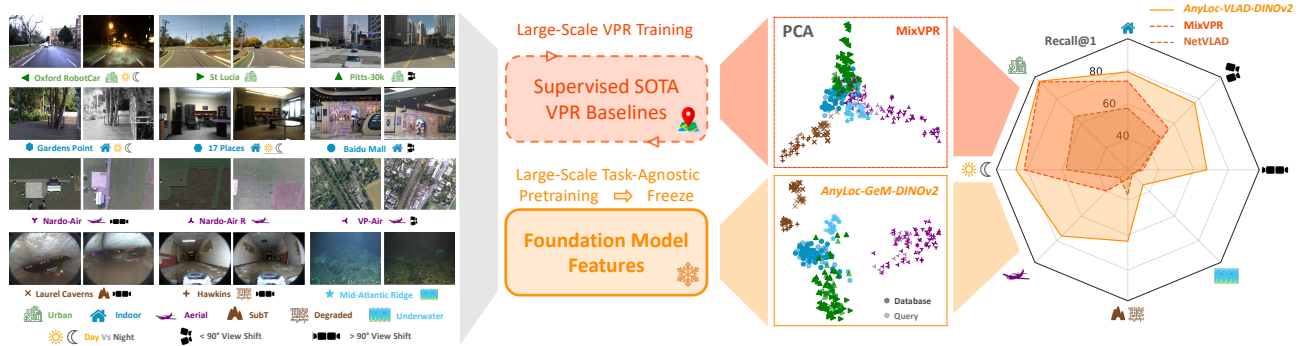 Oxford RobotCar
St Lucia
Pitts-30k
Gardens Point
17 Places
Baidu Mall
Nardo-Air
Nardo-Air R
VP-Air
Laurel Caverns
Hawkins
Mid-Atlantic Ridge
Urban
Indoor
Aerial
SubT
Degraded
Underwater
Day Vs Night
< 90° View Shift
> 90° View Shift
Large-Scale VPR Training
Supervised SOTA
VPR Baselines
Large-Scale Task-Agnostic
Pretraining
Freeze
Foundation Model
Features
PCA
MixVPR
AnyLoc-GeM-DINOv2
Database
Query
AnyLoc-VLAD-DINOv2
MixVPR
NetVLAD
Recall@1
80
60
40